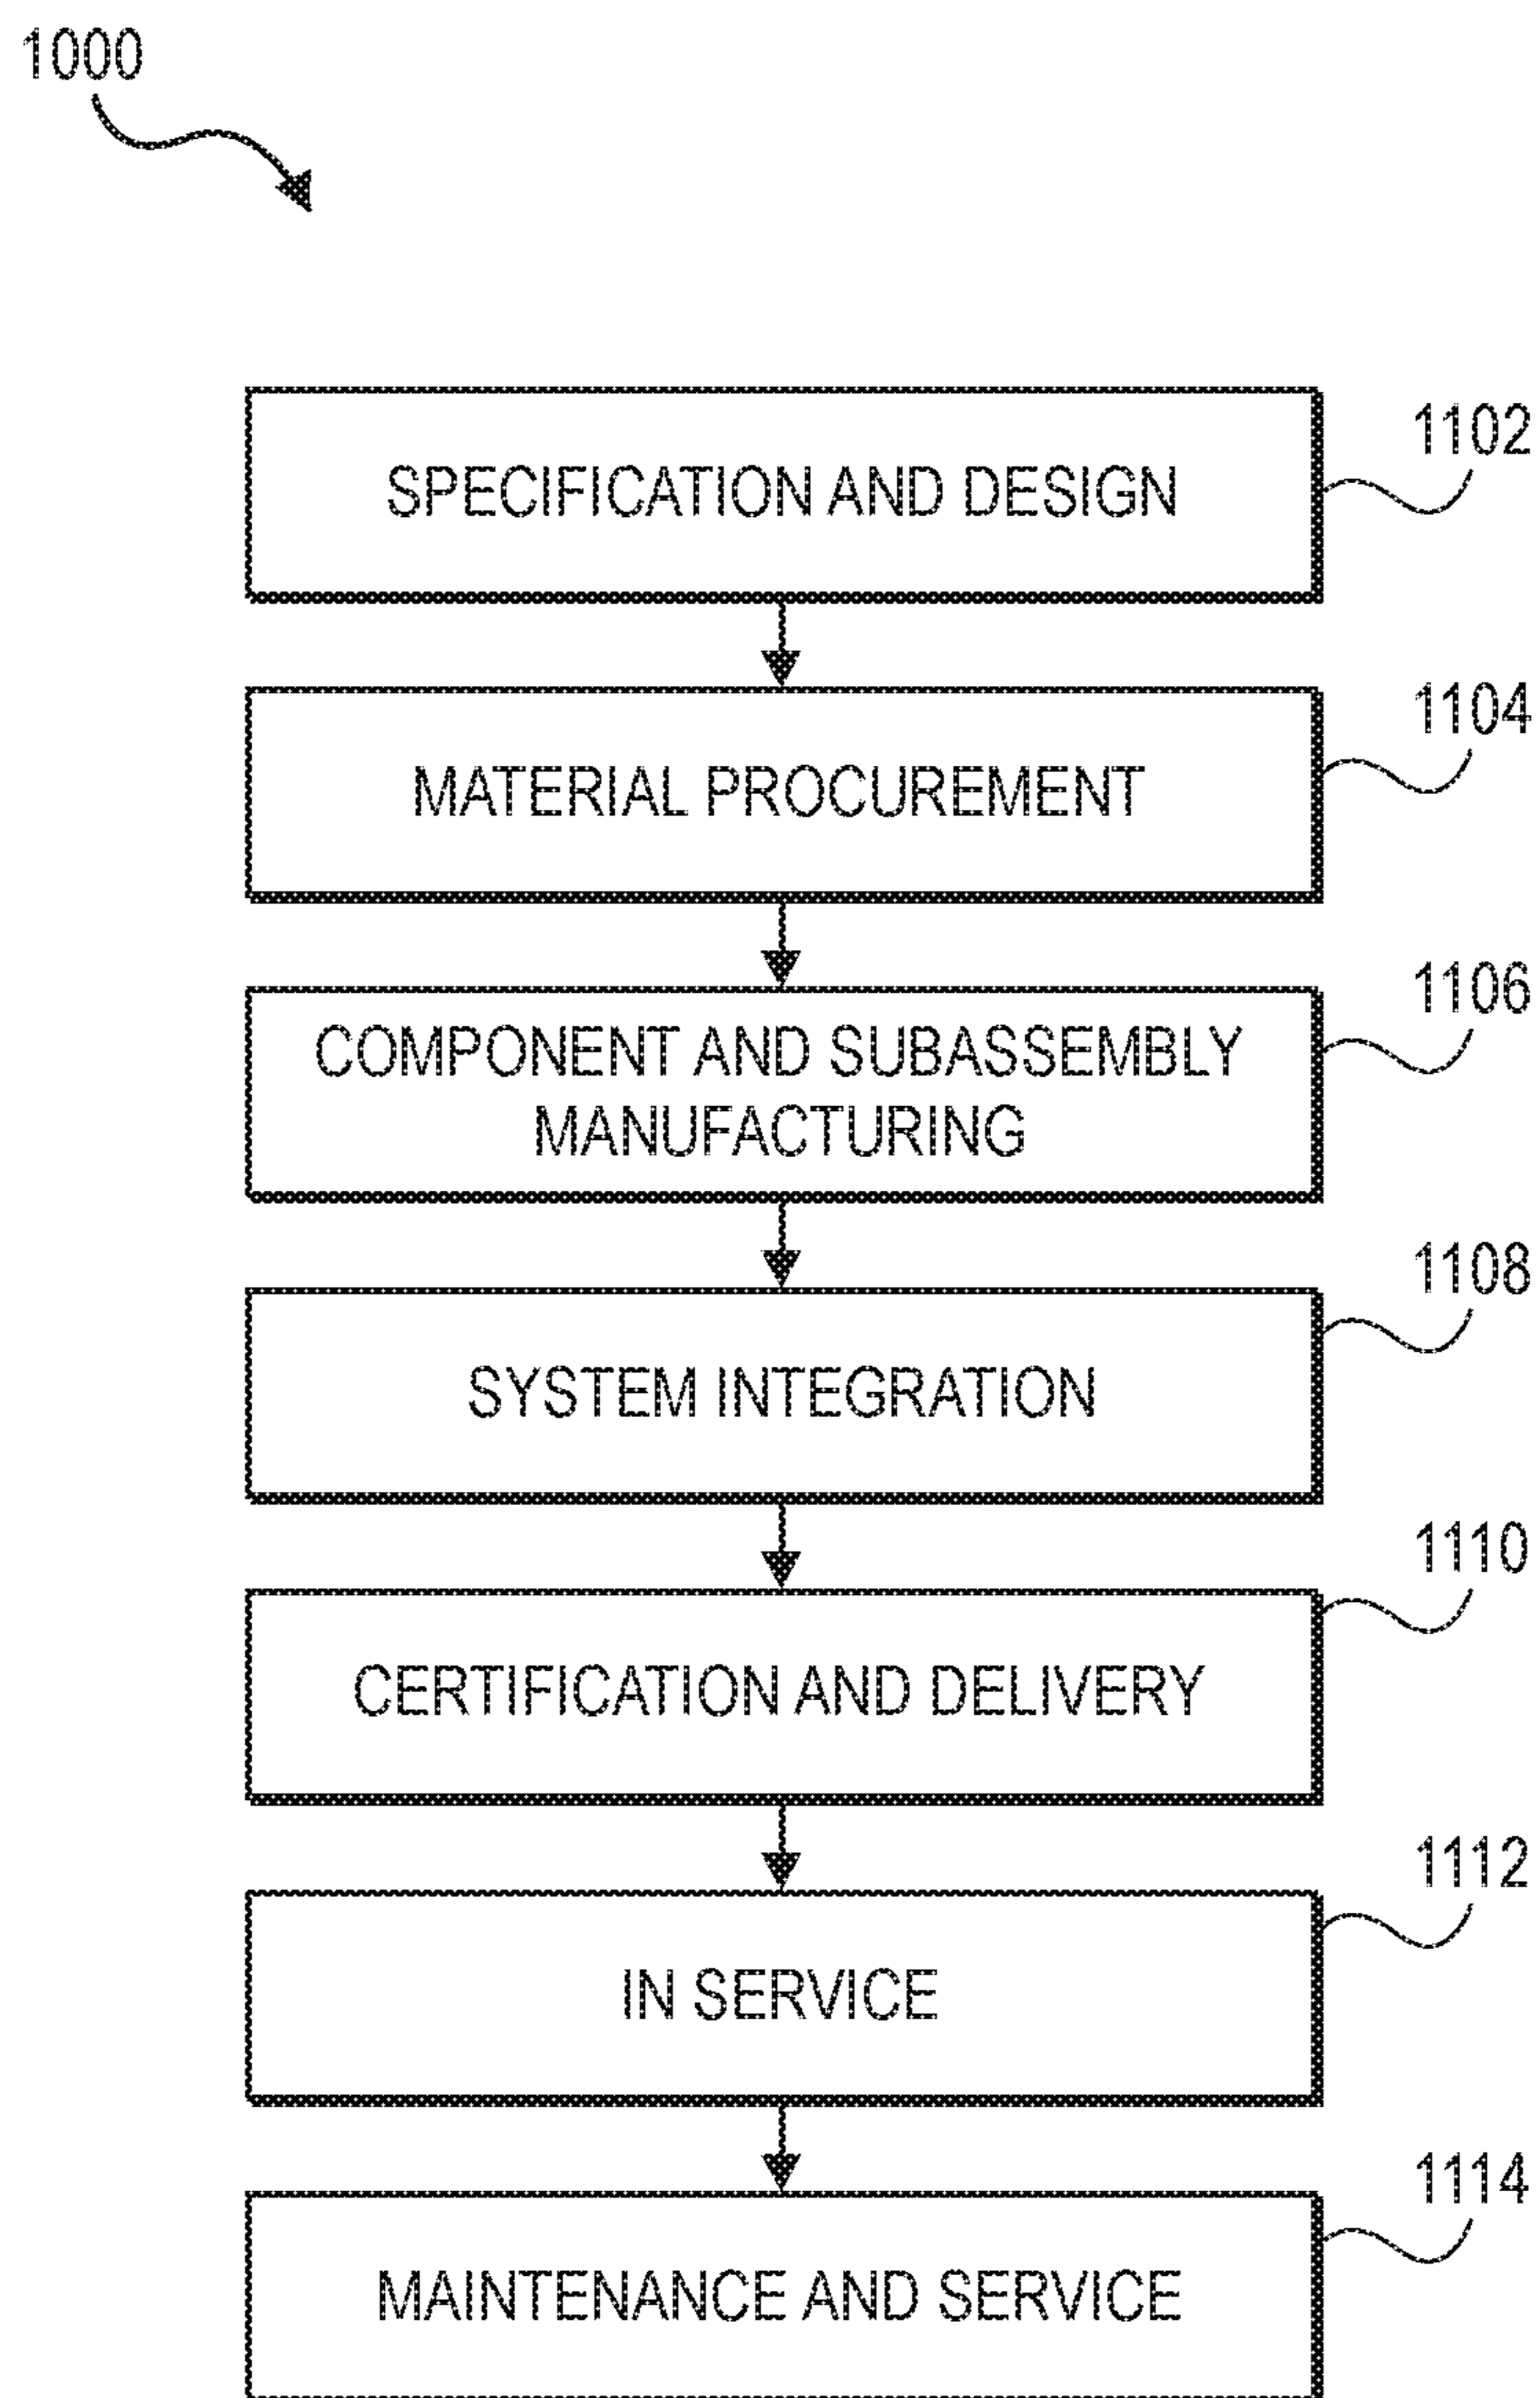 1000
SPECIFICATION AND DESIGN
1102
MATERIAL PROCUREMENT
1104
COMPONENT AND SUBASSEMBLY
MANUFACTURING
1106
SYSTEM INTEGRATION
1108
CERTIFICATION AND DELIVERY
1110
IN SERVICE
1112
MAINTENANCE AND SERVICE
1114